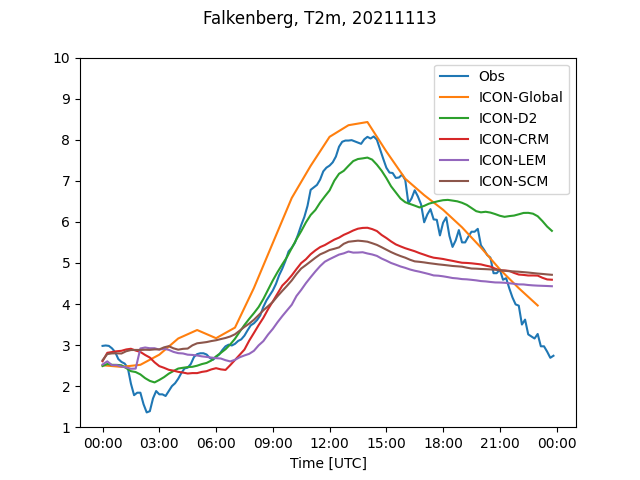 Falkenberg, T2m, 20211113
10
9
8
7
6
5
4
3
2
1
Obs
ICON-Global
ICON-D2
ICON-CRM
ICON-LEM
ICON-SCM
00:00 03:00 06:00 09:00 12:00 15:00 18:00 21:00 00:00
Time [UTC]